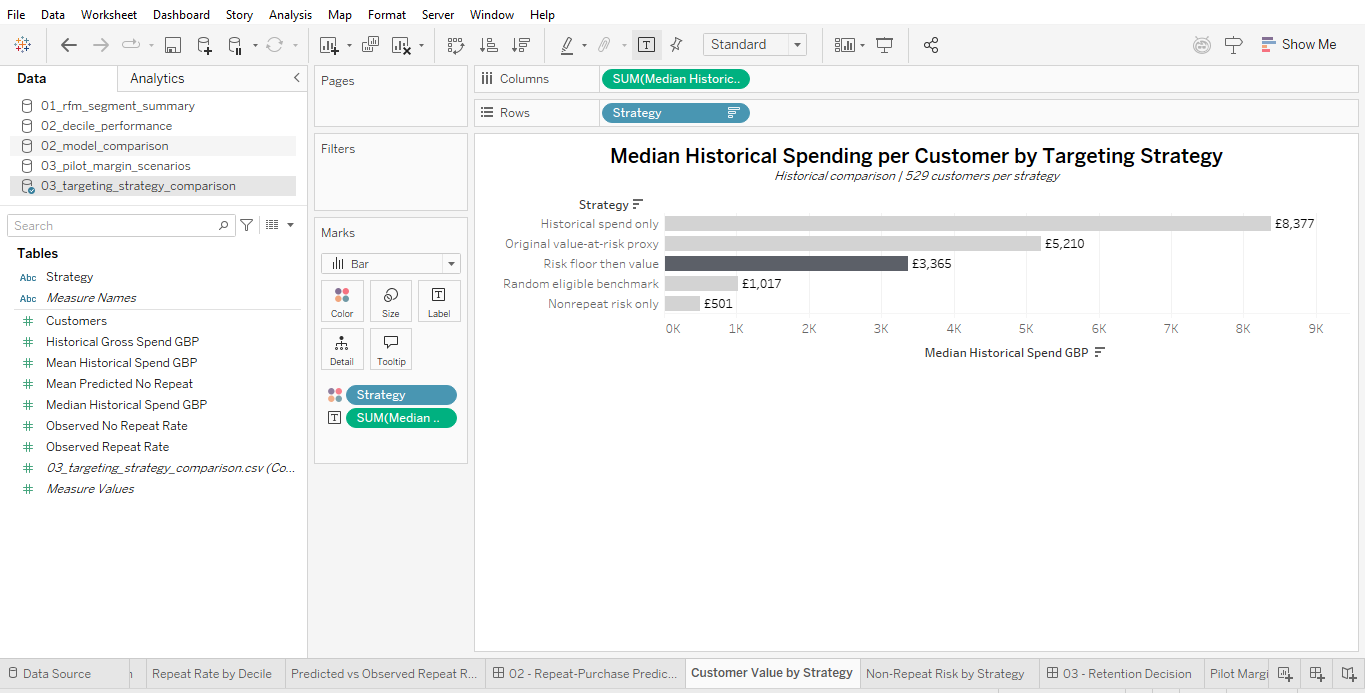 File Data Worksheet Dashboard Story Analysis Map Format Server Window Help
Standard
Show Me
Data Analytics
01_rfm_segment_summary
02_decile_performance
02_model_comparison
03_pilot_margin_scenarios
03_targeting_strategy_comparison
Search
Tables
Abc Strategy
Abc Measure Names
Customers
Historical Gross Spend GBP
Mean Historical Spend GBP
Mean Predicted No Repeat
Median Historical Spend GBP
Observed No Repeat Rate
Observed Repeat Rate
03_targeting_strategy_comparison.csv (Co...
Measure Values
Pages
Filters
Marks
Bar
Color Size Label
Detail Tooltip
Strategy
SUM(Median ..
Columns SUM(Median Historic..
Rows Strategy
Median Historical Spending per Customer by Targeting Strategy
Historical comparison | 529 customers per strategy
Strategy
Historical spend only £8,377
Original value-at-risk proxy £5,210
Risk floor then value £3,365
Random eligible benchmark £1,017
Nonrepeat risk only £501
0K 1K 2K 3K 4K 5K 6K 7K 8K 9K
Median Historical Spend GBP
Data Source Repeat Rate by Decile Predicted vs Observed Repeat R... 02 - Repeat-Purchase Predic... Customer Value by Strategy Non-Repeat Risk by Strategy 03 - Retention Decision Pilot Margi